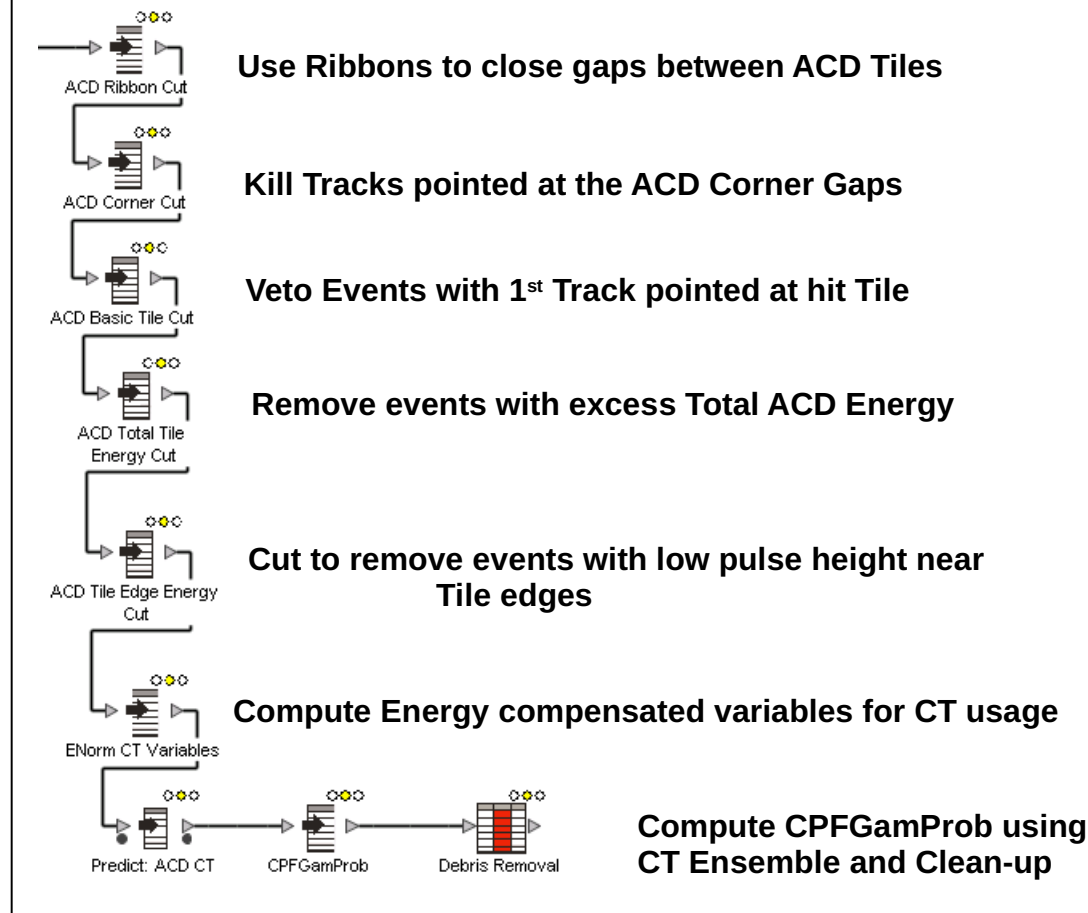 ACD Ribbon Cut
Use Ribbons to close gaps between ACD Tiles
ACD Corner Cut
Kill Tracks pointed at the ACD Corner Gaps
ACD Basic Tile Cut
Veto Events with 1st Track pointed at hit Tile
ACD Total Tile
Energy Cut
Remove events with excess Total ACD Energy
ACD Tile Edge Energy
Cut
Cut to remove events with low pulse height near
Tile edges
ENorm CT Variables
Compute Energy compensated variables for CT usage
Predict: ACD CT
CPFGamProb
Debris Removal
Compute CPFGamProb using
CT Ensemble and Clean-up